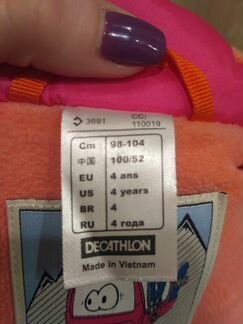 3691 CC: 110019
Cm 98-104
中国 100/52
EU 4 ans
US 4 years
BR 4
RU 4 года
DECATHLON
Made in Vietnam